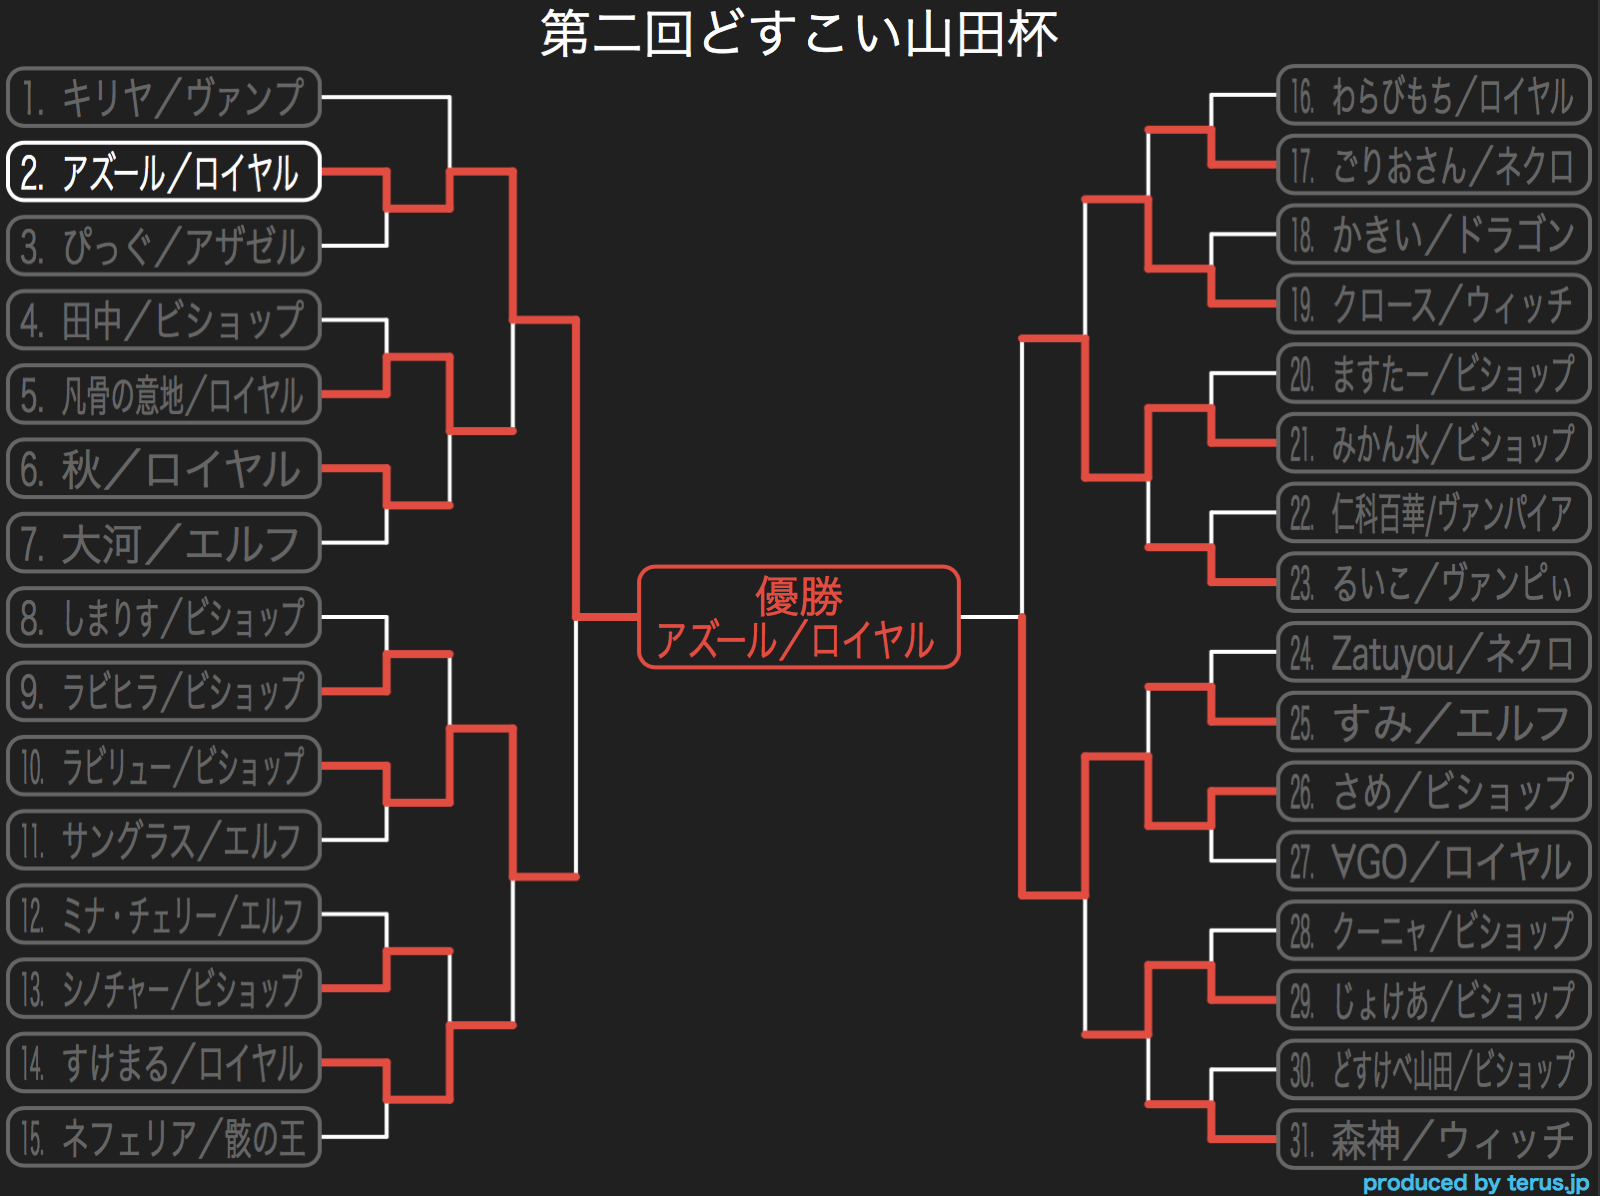 第二回どすこい山田杯
1. キリヤ／ヴァンプ
2. アズール／ロイヤル
3. ぴっぐ／アザゼル
4. 田中／ビショップ
5. 凡骨の意地／ロイヤル
6. 秋／ロイヤル
7. 大河／エルフ
8. しまりす／ビショップ
9. ラビヒラ／ビショップ
10. ラビリュー／ビショップ
11. サングラス／エルフ
12. ミナ・チェリー／エルフ
13. シノチャー／ビショップ
14. すけまる／ロイヤル
15. ネフェリア／骸の王
優勝
アズール／ロイヤル
16. わらびもち／ロイヤル
17. ごりおさん／ネクロ
18. かきい／ドラゴン
19. クロース／ウィッチ
20. ますたー／ビショップ
21. みかん水／ビショップ
22. 仁科百華/ヴァンパイア
23. るいこ／ヴァンピぃ
24. Zatuyou／ネクロ
25. すみ／エルフ
26. さめ／ビショップ
27. ∀GO／ロイヤル
28. クーニャ／ビショップ
29. じょけあ／ビショップ
30. どすけべ山田／ビショップ
31. 森神／ウィッチ
produced by terus.jp